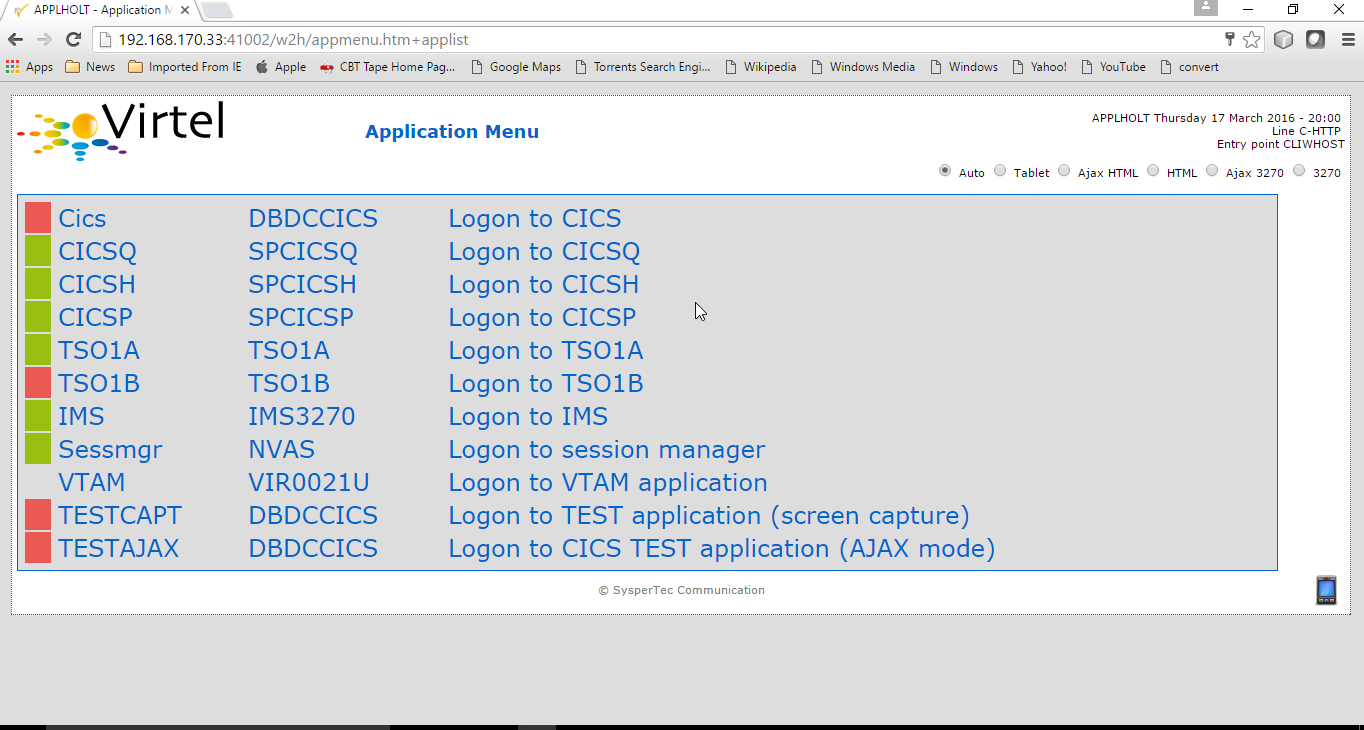 APPLHOLT - Application M
192.168.170.33:41002/w2h/appmenu.htm+applist
Apps News Imported From IE Apple CBT Tape Home Pag... Google Maps Torrents Search Engi... Wikipedia Windows Media Windows Yahoo! YouTube convert
Virtel
Application Menu
APPLHOLT Thursday 17 March 2016 - 20:00
Line C-HTTP
Entry point CLIWHOST
Auto Tablet Ajax HTML HTML Ajax 3270 3270
Cics DBDCCICS Logon to CICS
CICSQ SPCICSQ Logon to CICSQ
CICSH SPCICSH Logon to CICSH
CICSP SPCICSP Logon to CICSP
TSO1A TSO1A Logon to TSO1A
TSO1B TSO1B Logon to TSO1B
IMS IMS3270 Logon to IMS
Sessmgr NVAS Logon to session manager
VTAM VIR0021U Logon to VTAM application
TESTCAPT DBDCCICS Logon to TEST application (screen capture)
TESTAJAX DBDCCICS Logon to CICS TEST application (AJAX mode)
© SysperTec Communication